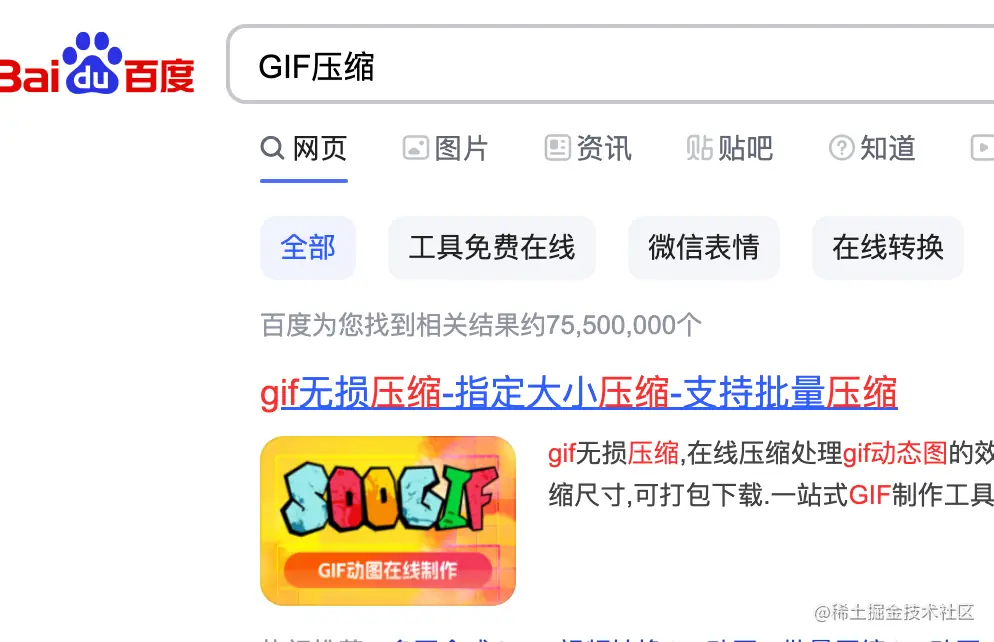 Baidu百度
GIF压缩
网页 图片 资讯 贴吧 知道
全部 工具免费在线 微信表情 在线转换
百度为您找到相关结果约75,500,000个
gif无损压缩-指定大小压缩-支持批量压缩
SOOGIF
GIF动图在线制作
gif无损压缩,在线压缩处理gif动态图的效
缩尺寸,可打包下载.一站式GIF制作工具
@稀土掘金技术社区